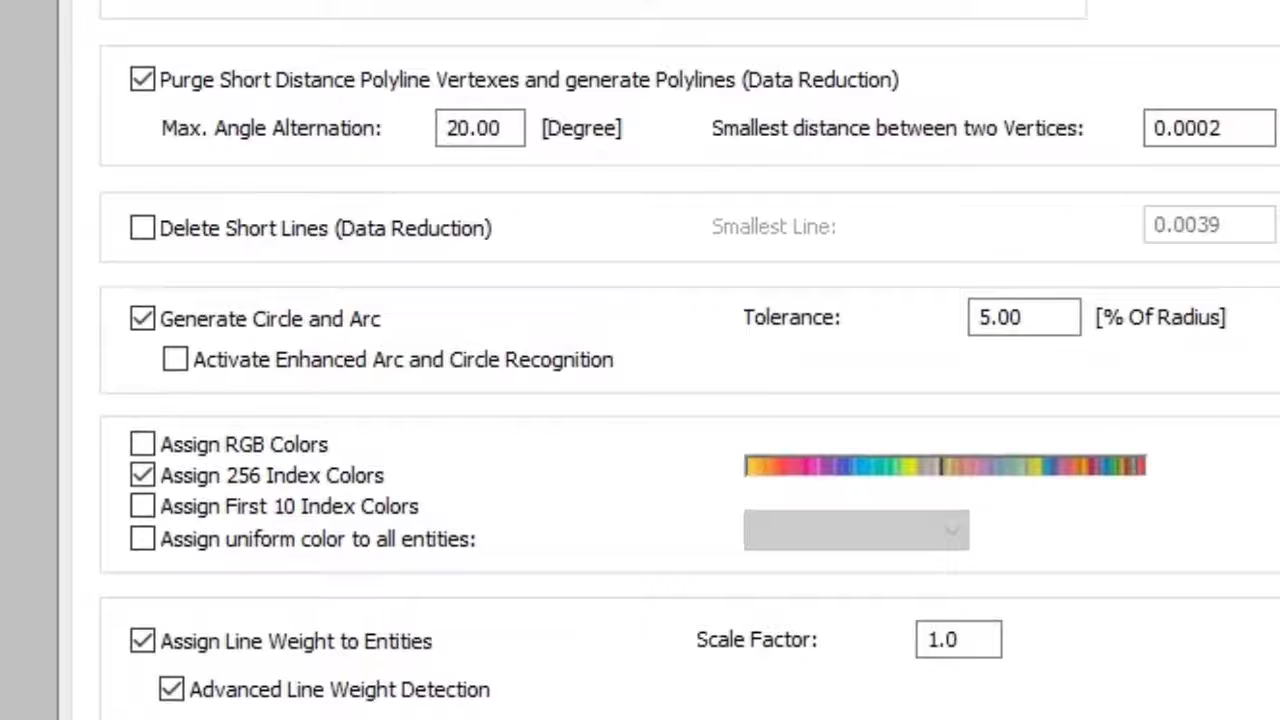 Purge Short Distance Polyline Vertexes and generate Polylines (Data Reduction)
Max. Angle Alternation: 20.00 [Degree] Smallest distance between two Vertices: 0.0002
Delete Short Lines (Data Reduction) Smallest Line: 0.0039
Generate Circle and Arc Tolerance: 5.00 [% Of Radius]
Activate Enhanced Arc and Circle Recognition
Assign RGB Colors
Assign 256 Index Colors
Assign First 10 Index Colors
Assign uniform color to all entities:
Assign Line Weight to Entities Scale Factor: 1.0
Advanced Line Weight Detection